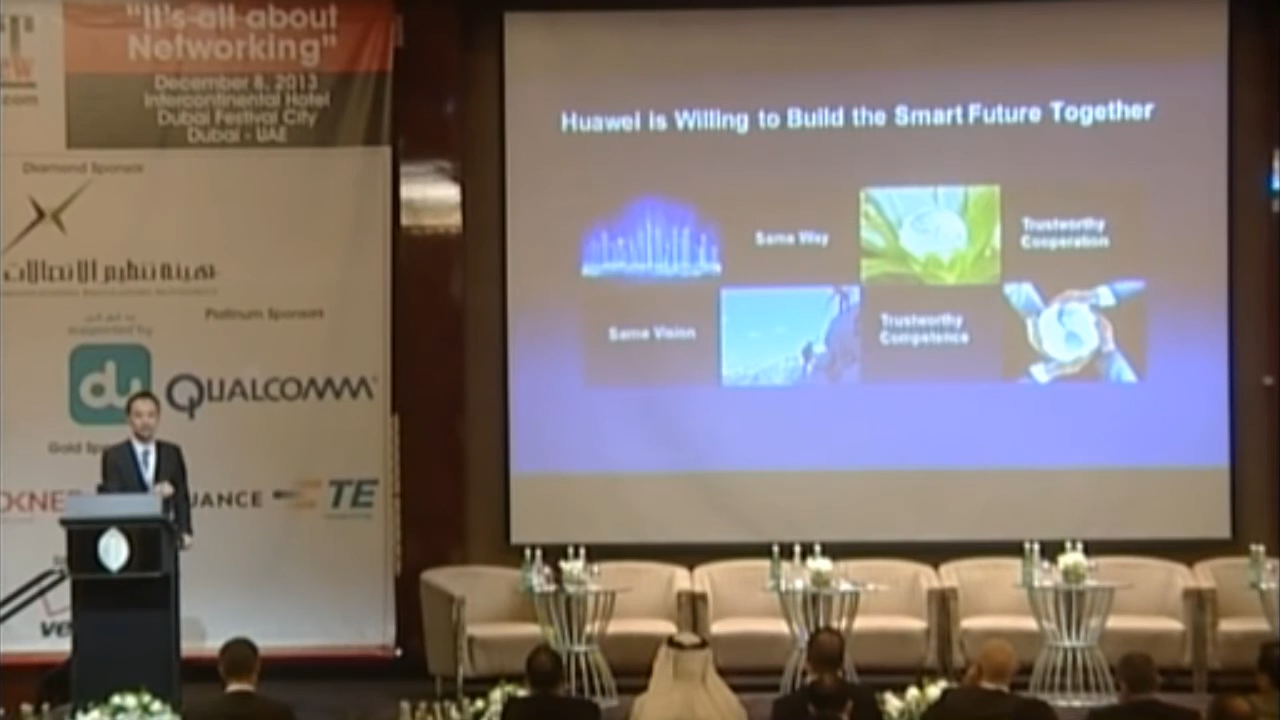 "It's all about
Networking"
December 8, 2013
Intercontinental Hotel
Dubai Festival City
Dubai - UAE
Diamond Sponsor
هيئة تنظيم الاتصالات
Platinum Sponsors
du
QUALCOMM
Gold
TE
Huawei is Willing to Build the Smart Future Together
Same Way
Trustworthy
Cooperation
Same Vision
Trustworthy
Competence